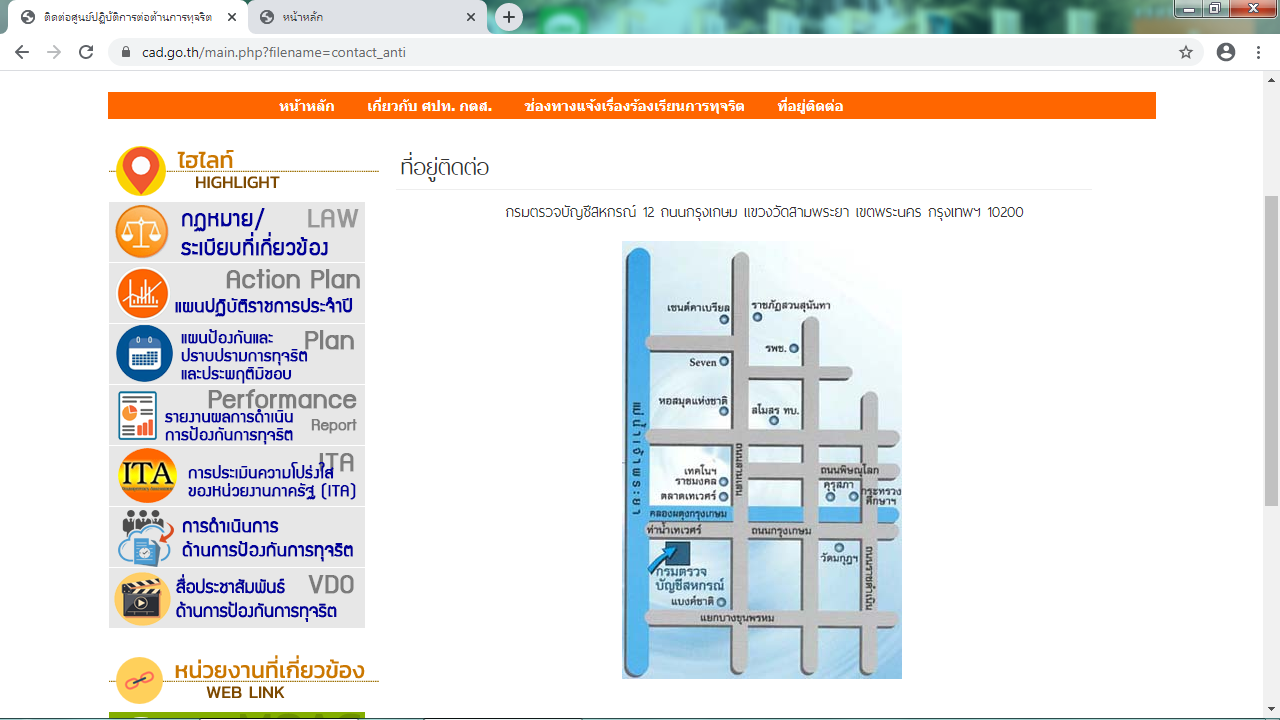 ติดต่อศูนย์ปฏิบัติการต่อต้านการทุจริต
หน้าหลัก
cad.go.th/main.php?filename=contact_anti
หน้าหลัก เกี่ยวกับ ศปท. กตส. ช่องทางแจ้งเรื่องร้องเรียนการทุจริต ที่อยู่ติดต่อ
ไฮไลท์
HIGHLIGHT
กฎหมาย/ LAW
ระเบียบที่เกี่ยวข้อง
Action Plan
แผนปฏิบัติราชการประจำปี
แผนป้องกันและ Plan
ปราบปรามการทุจริต
และประพฤติมิชอบ
Performance
รายงานผลการดำเนิน Report
การป้องกันการทุจริต
ITA ITA
การประเมินความโปร่งใส
ของหน่วยงานภาครัฐ (ITA)
การดำเนินการ
ด้านการป้องกันการทุจริต
สื่อประชาสัมพันธ์ VDO
ด้านการป้องกันการทุจริต
หน่วยงานที่เกี่ยวข้อง
WEB LINK
ที่อยู่ติดต่อ
กรมตรวจบัญชีสหกรณ์ 12 ถนนกรุงเกษม แขวงวัดสามพระยา เขตพระนคร กรุงเทพฯ 10200
เซนต์คาเบรียล
ราชภัฏสวนสุนันทา
รพช.
Seven
หอสมุดแห่งชาติ
สโมสร ทบ.
แม่น้ำเจ้าพระยา
ถนนสามเสน
เทคโนฯ
ราชมงคล
ตลาดเทเวศร์
ถนนพิษณุโลก
คุรุสภา
กระทรวง
ศึกษาฯ
คลองผดุงกรุงเกษม
ท่าน้ำเทเวศร์
ถนนกรุงเกษม
วัดมกุฎฯ
ถนนราชดำเนิน
กรมตรวจ
บัญชีสหกรณ์
แบงค์ชาติ
แยกบางขุนพรหม